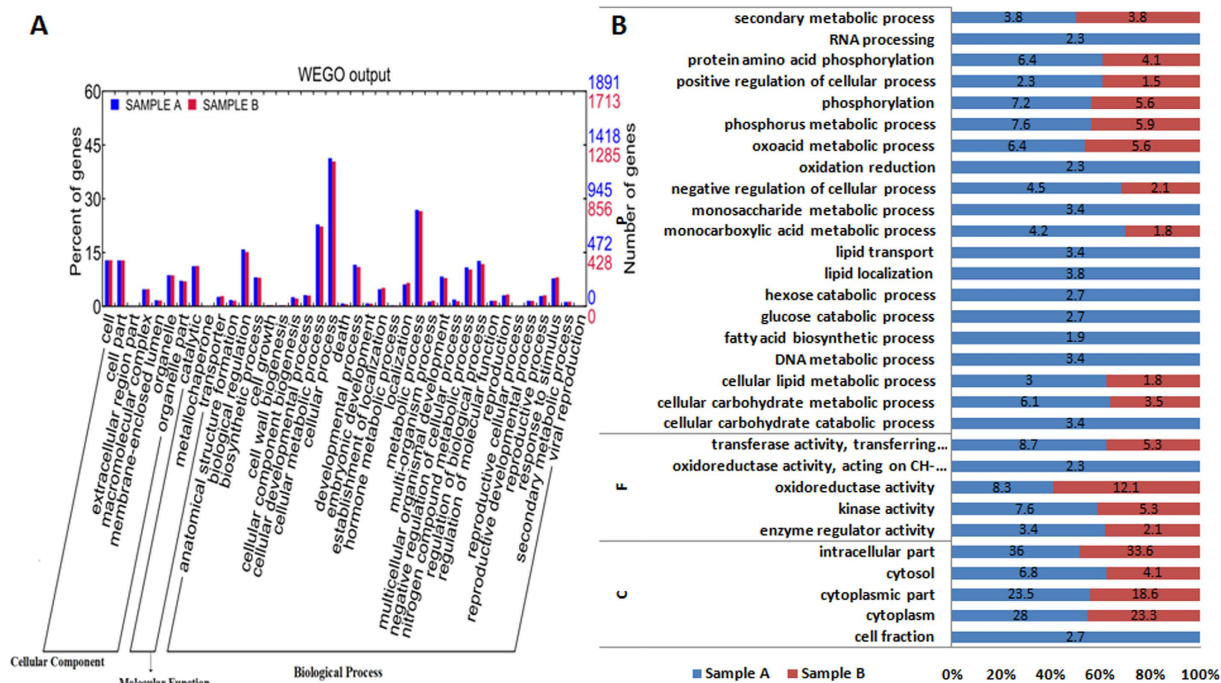 A
WEGO output
SAMPLE A
SAMPLE B
Percent of genes
60
45
30
15
0
1891
1713
1418
1285
945
856
472
428
0
0
Number of genes
cell
cell part
extracellular region part
macromolecular complex
membrane-enclosed lumen
organelle
organelle part
catalytic
metallochaperone
transporter
anatomical structure formation
biological regulation
biosynthetic process
cell growth
cell wall biogenesis
cellular component biogenesis
cellular developmental process
cellular metabolic process
cellular process
death
developmental process
embryonic development
establishment of localization
hormone metabolic process
localization
metabolic process
multi-organism process
multicellular organismal development
negative regulation of cellular process
nitrogen compound metabolic process
regulation of biological process
regulation of molecular function
reproduction
reproductive cellular process
reproductive developmental process
reproductive process
response to stimulus
secondary metabolic process
viral reproduction
Cellular Component
Molecular Function
Biological Process
B
P
secondary metabolic process 3.8 3.8
RNA processing 2.3
protein amino acid phosphorylation 6.4 4.1
positive regulation of cellular process 2.3 1.5
phosphorylation 7.2 5.6
phosphorus metabolic process 7.6 5.9
oxoacid metabolic process 6.4 5.6
oxidation reduction 2.3
negative regulation of cellular process 4.5 2.1
monosaccharide metabolic process 3.4
monocarboxylic acid metabolic process 4.2 1.8
lipid transport 3.4
lipid localization 3.8
hexose catabolic process 2.7
glucose catabolic process 2.7
fatty acid biosynthetic process 1.9
DNA metabolic process 3.4
cellular lipid metabolic process 3 1.8
cellular carbohydrate metabolic process 6.1 3.5
cellular carbohydrate catabolic process 3.4
F
transferase activity, transferring... 8.7 5.3
oxidoreductase activity, acting on CH-... 2.3
oxidoreductase activity 8.3 12.1
kinase activity 7.6 5.3
enzyme regulator activity 3.4 2.1
C
intracellular part 36 33.6
cytosol 6.8 4.1
cytoplasmic part 23.5 18.6
cytoplasm 28 23.3
cell fraction 2.7
Sample A
Sample B
0% 20% 40% 60% 80% 100%